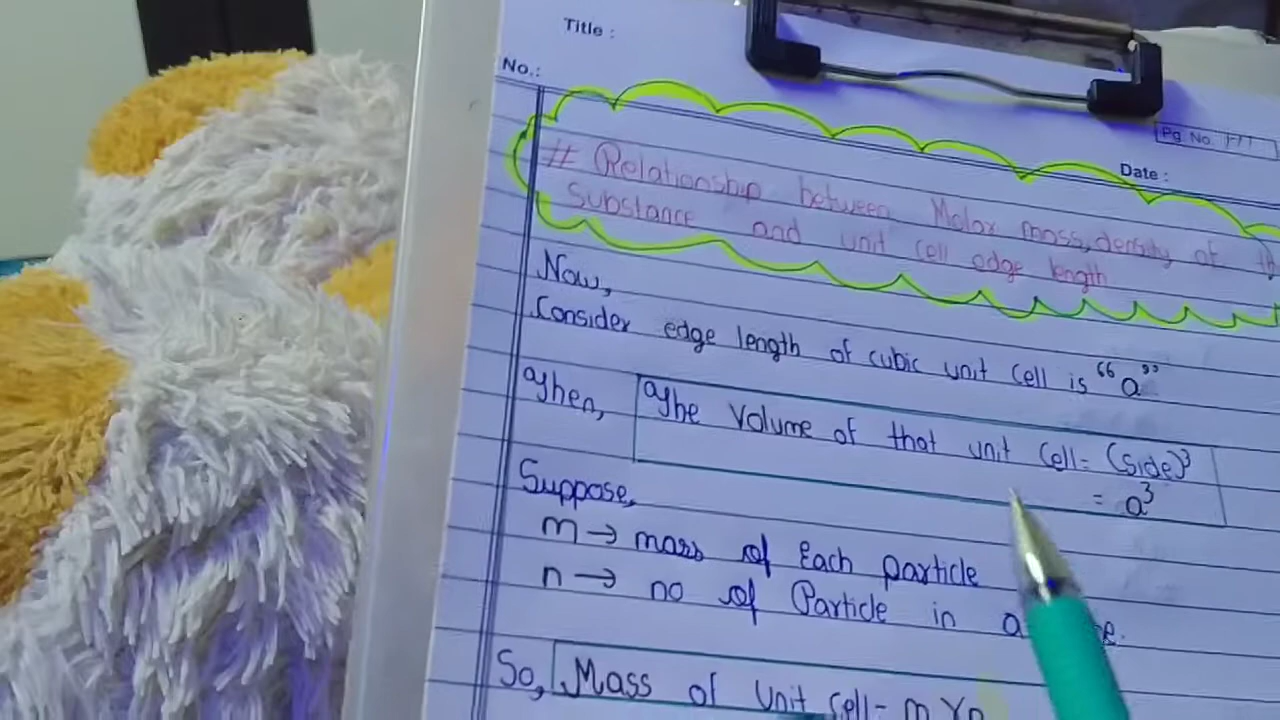 Title :
No.:
Pg. No.
Date :
# Relationship between Molar mass, density of
Substance and unit cell edge length
Now,
Consider edge length of cubic unit cell is "a"
Then, The volume of that unit cell = (side)³
= a³
Suppose,
m → mass of Each particle
n → no of Particle in a
So, Mass of Unit cell - m x n